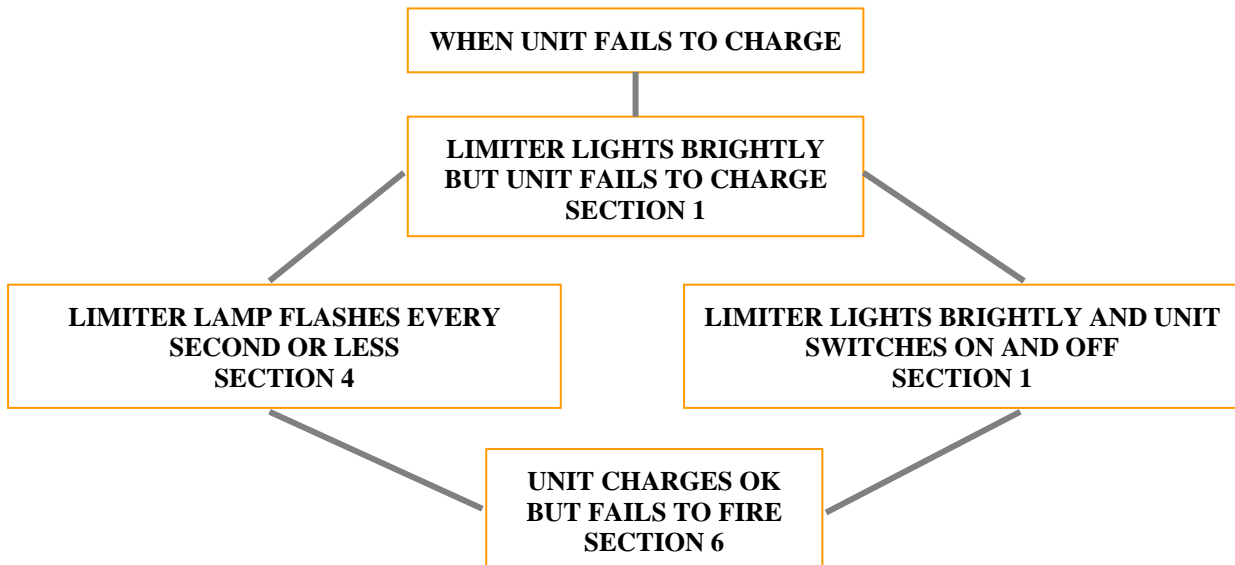 WHEN UNIT FAILS TO CHARGE
LIMITER LIGHTS BRIGHTLY
BUT UNIT FAILS TO CHARGE
SECTION 1
LIMITER LAMP FLASHES EVERY
SECOND OR LESS
SECTION 4
LIMITER LIGHTS BRIGHTLY AND UNIT
SWITCHES ON AND OFF
SECTION 1
UNIT CHARGES OK
BUT FAILS TO FIRE
SECTION 6